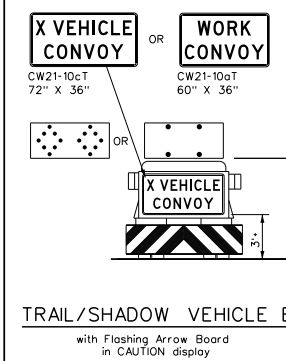 X VEHICLE
CONVOY
OR
WORK
CONVOY
CW21-10cT
72" X 36"
CW21-10aT
60" X 36"
OR
X VEHICLE
CONVOY
3'±
TRAIL/SHADOW VEHICLE B
with Flashing Arrow Board
in CAUTION display